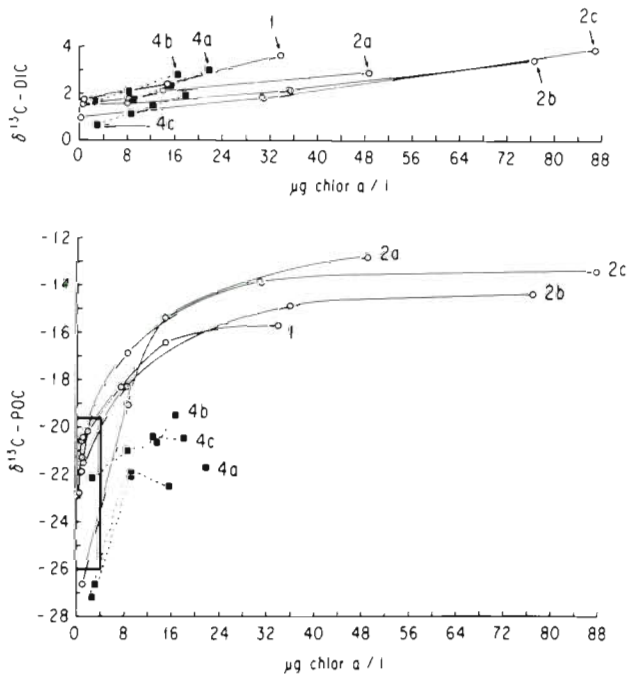 1
2c
4b 4a
2a
4
δ¹³C-DIC
2
2b
4c
0
0 8 16 24 32 40 48 56 64 72 80 88
µg chlor a / l
-12
2a
2c
-14
2b
1
-16
-18
4b
-20
4c
δ¹³C-POC
4a
-22
-24
-26
-28
0 8 16 24 32 40 48 56 64 72 80 88
µg chlor a / l